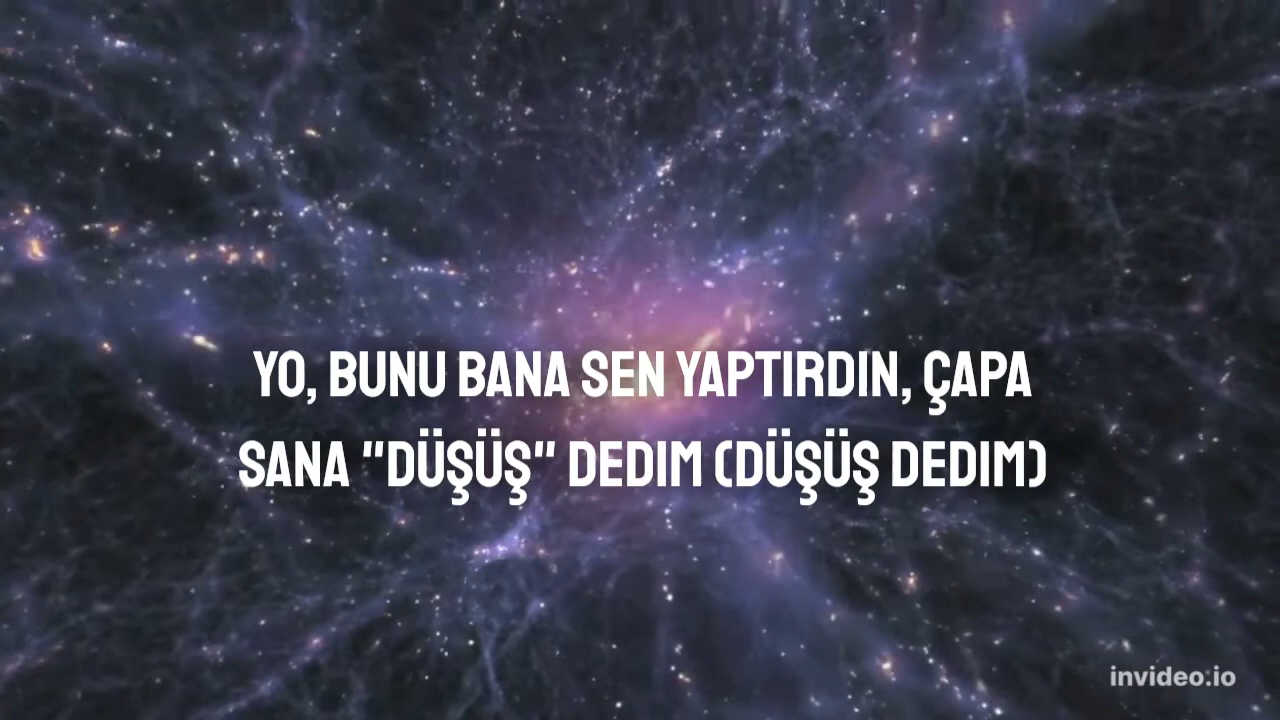 YO, BUNU BANA SEN YAPTIRDIN, ÇAPA
SANA "DÜŞÜŞ" DEDIM (DÜŞÜŞ DEDIM)
invideo.io